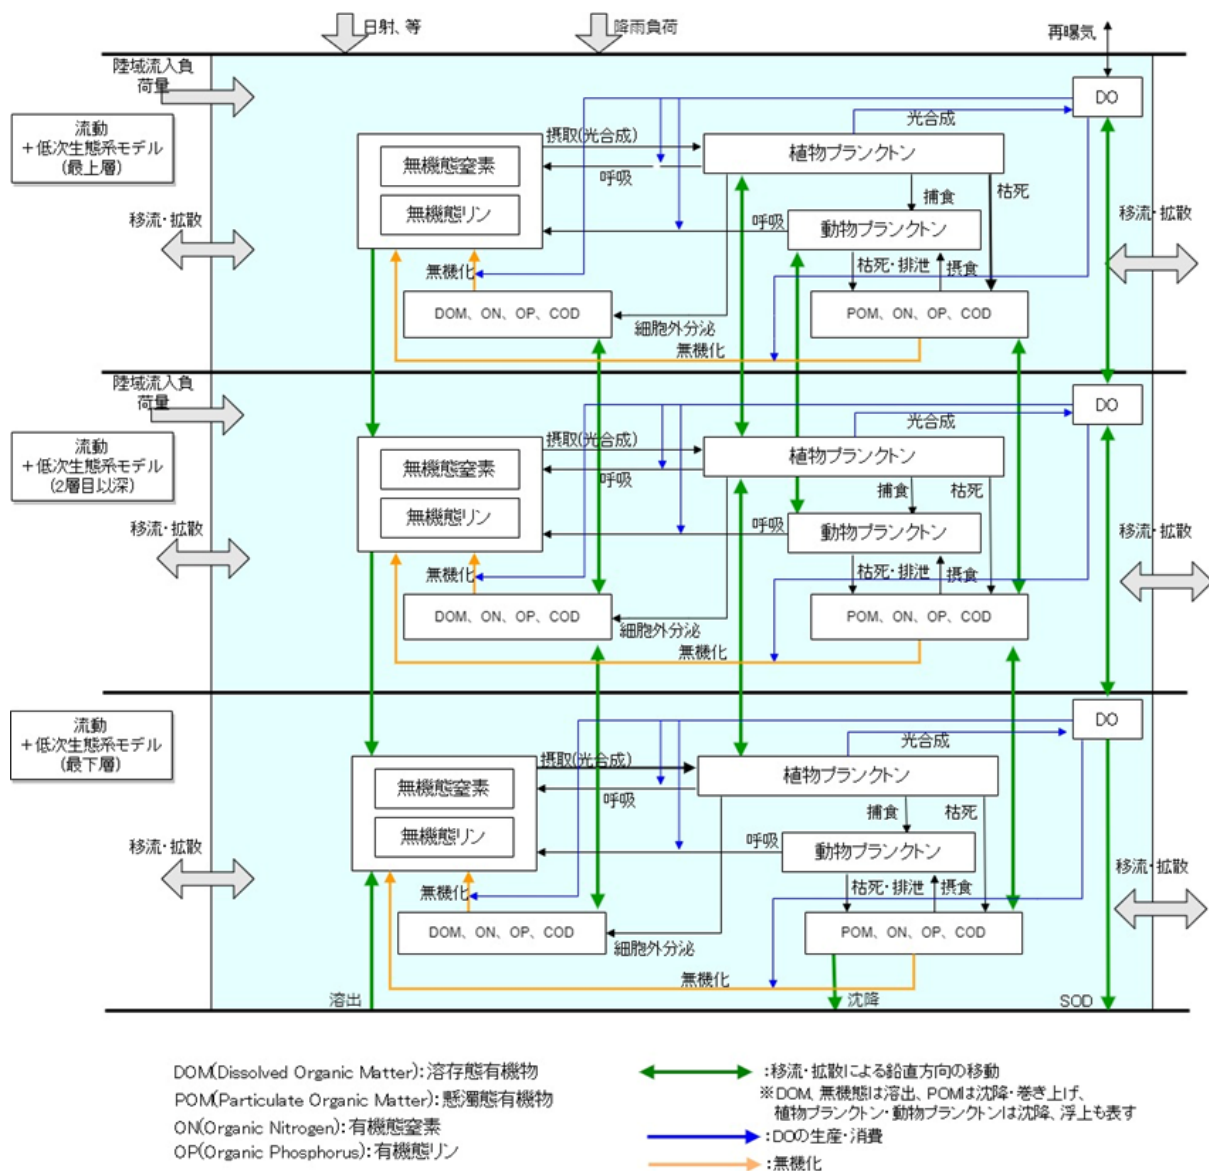 日射、等
降雨負荷
再曝気
陸域流入負
荷量
DO
光合成
流動
+低次生態系モデル
(最上層)
摂取(光合成)
植物プランクトン
無機態窒素
呼吸
捕食
枯死
無機態リン
移流・拡散
呼吸
動物プランクトン
移流・拡散
無機化
枯死・排泄
摂食
DOM、ON、OP、COD
POM、ON、OP、COD
細胞外分泌
無機化
陸域流入負
荷量
DO
光合成
流動
+低次生態系モデル
(2層目以深)
摂取(光合成)
植物プランクトン
無機態窒素
呼吸
捕食
枯死
無機態リン
移流・拡散
呼吸
動物プランクトン
移流・拡散
無機化
枯死・排泄
摂食
DOM、ON、OP、COD
POM、ON、OP、COD
細胞外分泌
無機化
DO
流動
+低次生態系モデル
(最下層)
光合成
摂取(光合成)
植物プランクトン
無機態窒素
呼吸
捕食
枯死
無機態リン
移流・拡散
呼吸
動物プランクトン
移流・拡散
無機化
枯死・排泄
摂食
DOM、ON、OP、COD
POM、ON、OP、COD
細胞外分泌
無機化
溶出
沈降
SOD
DOM(Dissolved Organic Matter):溶存態有機物
POM(Particulate Organic Matter):懸濁態有機物
ON(Organic Nitrogen):有機態窒素
OP(Organic Phosphorus):有機態リン
:移流・拡散による鉛直方向の移動
※DOM、無機態は溶出、POMは沈降・巻き上げ、
植物プランクトン・動物プランクトンは沈降、浮上も表す
:DOの生産・消費
:無機化